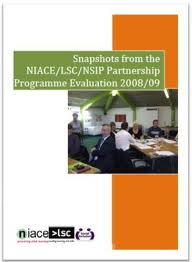 Snapshots from the
NIACE/LSC/NSIP Partnership
Programme Evaluation 2008/09
niace>lsc